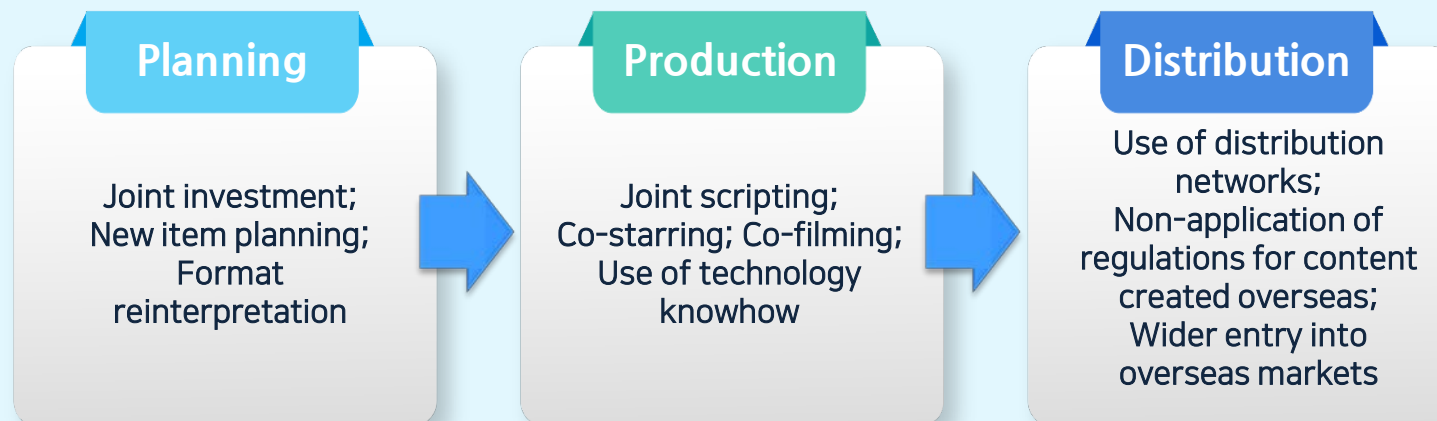 Planning
Joint investment;
New item planning;
Format
reinterpretation
Production
Joint scripting;
Co-starring; Co-filming;
Use of technology
knowhow
Distribution
Use of distribution
networks;
Non-application of
regulations for content
created overseas;
Wider entry into
overseas markets